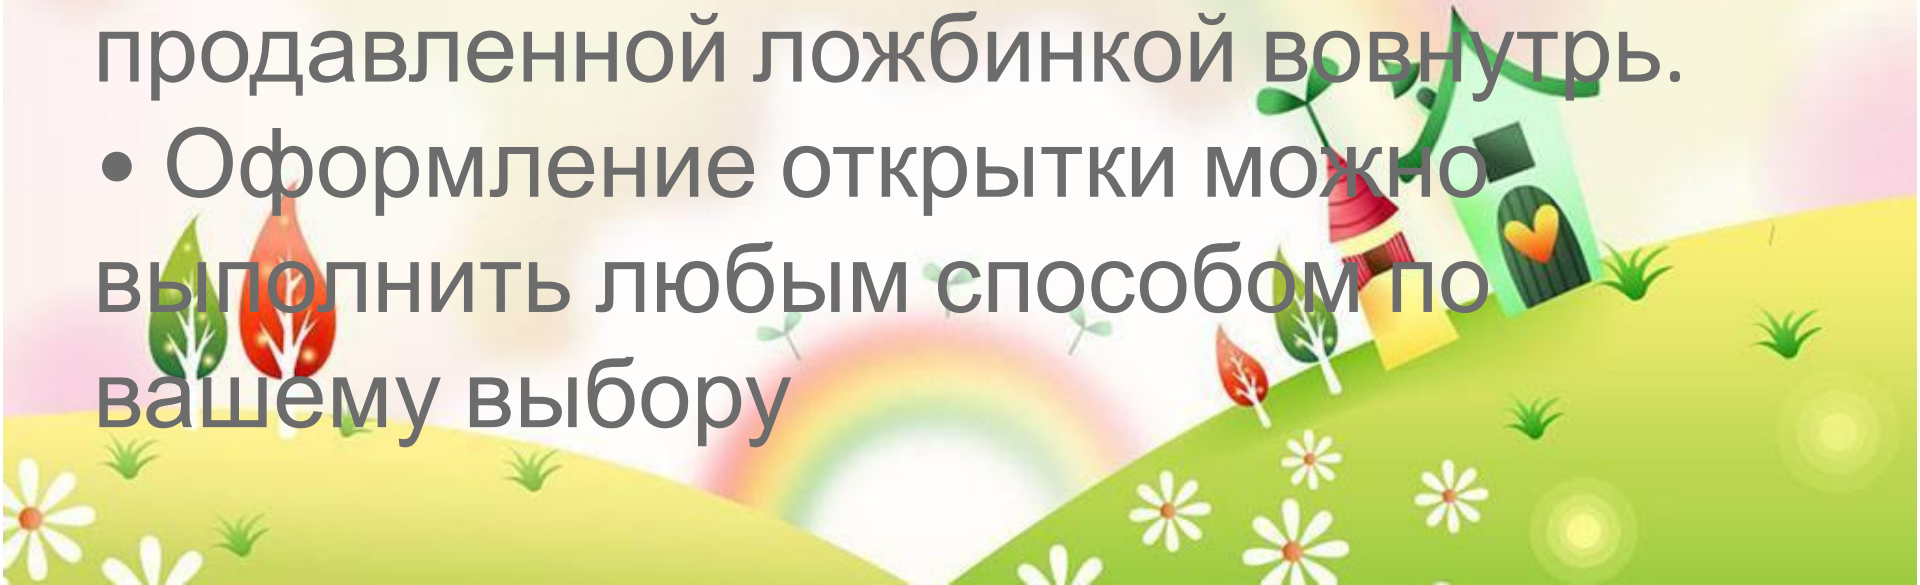 продавленной ложбинкой вовнутрь.
• Оформление открытки можно
выполнить любым способом по
вашему выбору